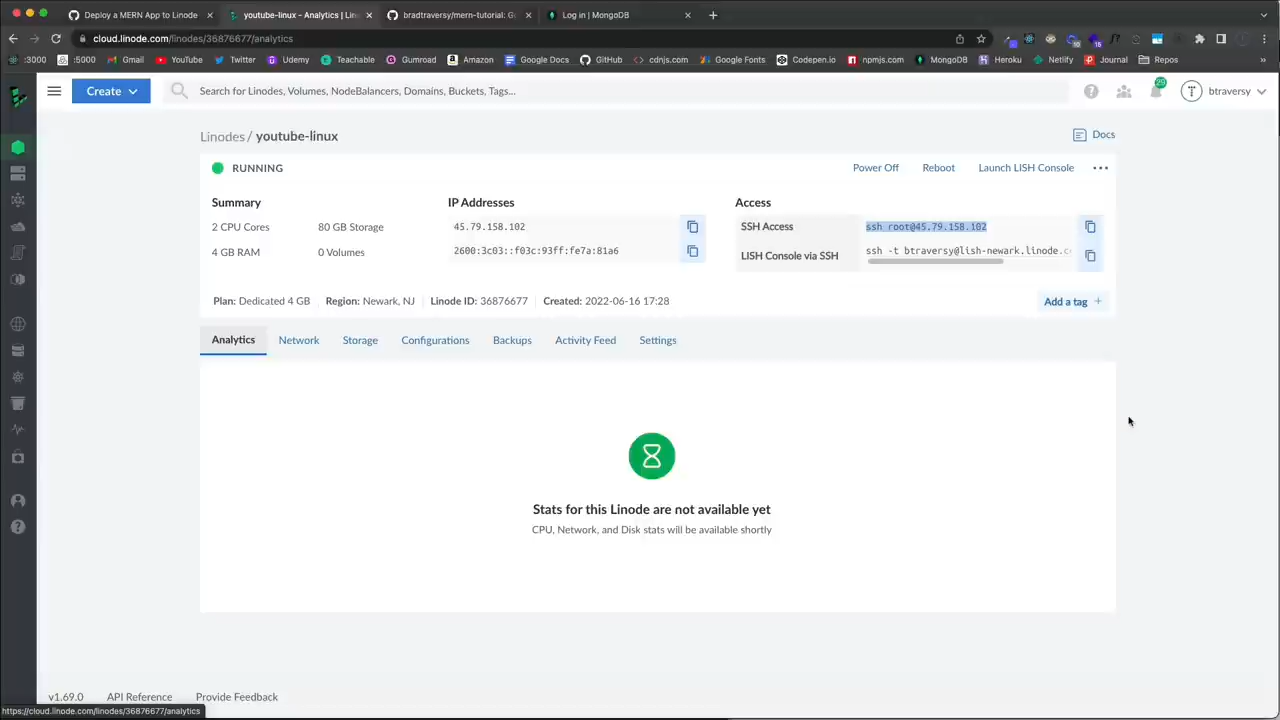 Deploy a MERN App to Linode
youtube-linux - Analytics | Lin
bradtraversy/mern-tutorial: G
Log in | MongoDB
cloud.linode.com/linodes/36876677/analytics
:3000
:5000
Gmail
YouTube
Twitter
Udemy
Teachable
Gumroad
Amazon
Google Docs
GitHub
cdnjs.com
Google Fonts
Codepen.io
npmjs.com
MongoDB
Heroku
Netlify
Journal
Repos
»
Create
Search for Linodes, Volumes, NodeBalancers, Domains, Buckets, Tags...
T
btraversy
Linodes / youtube-linux
Docs
RUNNING
Power Off
Reboot
Launch LISH Console
Summary
IP Addresses
Access
2 CPU Cores
80 GB Storage
45.79.158.102
SSH Access
ssh root@45.79.158.102
4 GB RAM
0 Volumes
2600:3c03::f03c:93ff:fe7a:81a6
LISH Console via SSH
ssh -t btraversy@lish-newark.linode.c
Plan: Dedicated 4 GB
Region: Newark, NJ
Linode ID: 36876677
Created: 2022-06-16 17:28
Add a tag +
Analytics
Network
Storage
Configurations
Backups
Activity Feed
Settings
Stats for this Linode are not available yet
CPU, Network, and Disk stats will be available shortly
v1.69.0
API Reference
Provide Feedback
https://cloud.linode.com/linodes/36876677/analytics